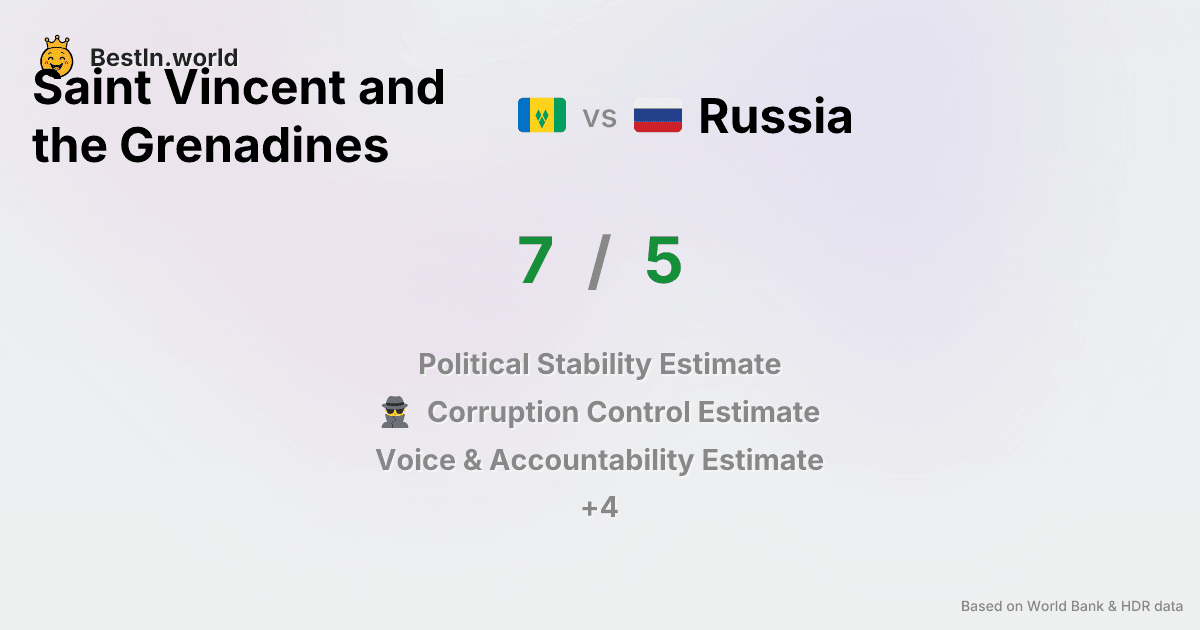 BestIn.world
Saint Vincent and
the Grenadines
vs Russia
7 / 5
Political Stability Estimate
Corruption Control Estimate
Voice & Accountability Estimate
+4
Based on World Bank & HDR data